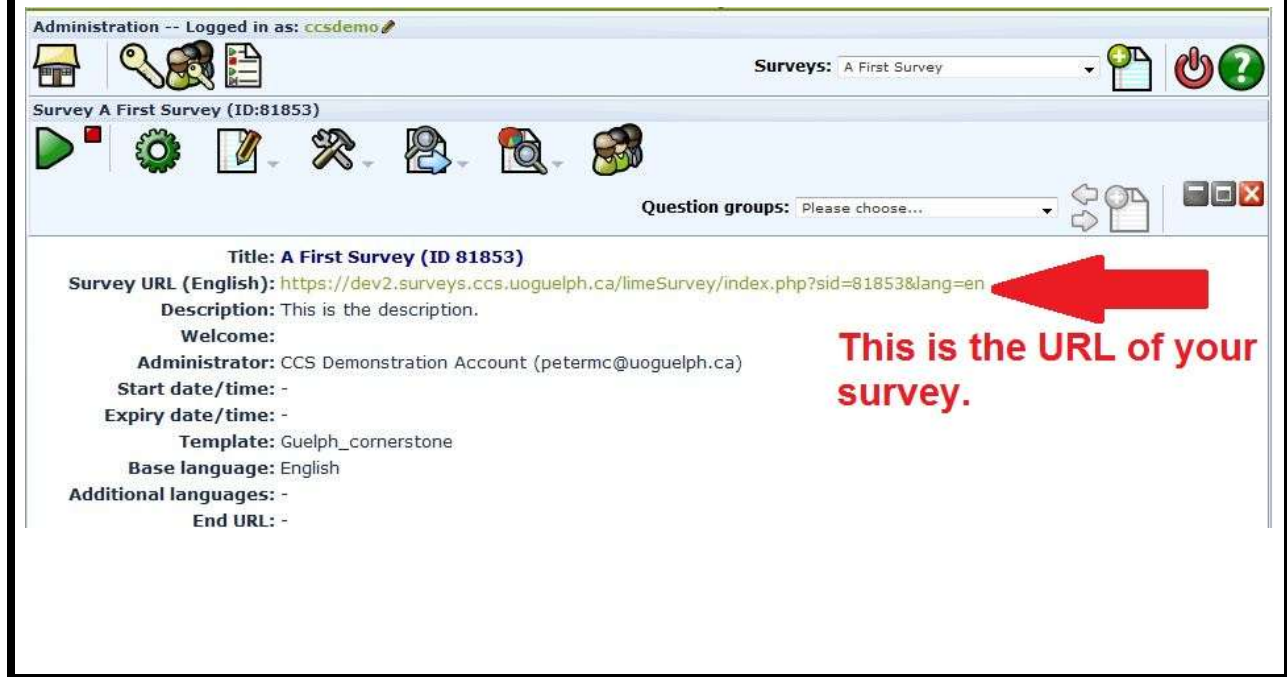 Administration -- Logged in as: ccsdemo
Surveys: A First Survey
Survey A First Survey (ID:81853)
Question groups: Please choose...
Title: A First Survey (ID 81853)
Survey URL (English): https://dev2.surveys.ccs.uoguelph.ca/limeSurvey/index.php?sid=81853&lang=en
Description: This is the description.
Welcome:
Administrator: CCS Demonstration Account (petermc@uoguelph.ca)
Start date/time: -
Expiry date/time: -
Template: Guelph_cornerstone
Base language: English
Additional languages: -
End URL: -
This is the URL of your
survey.